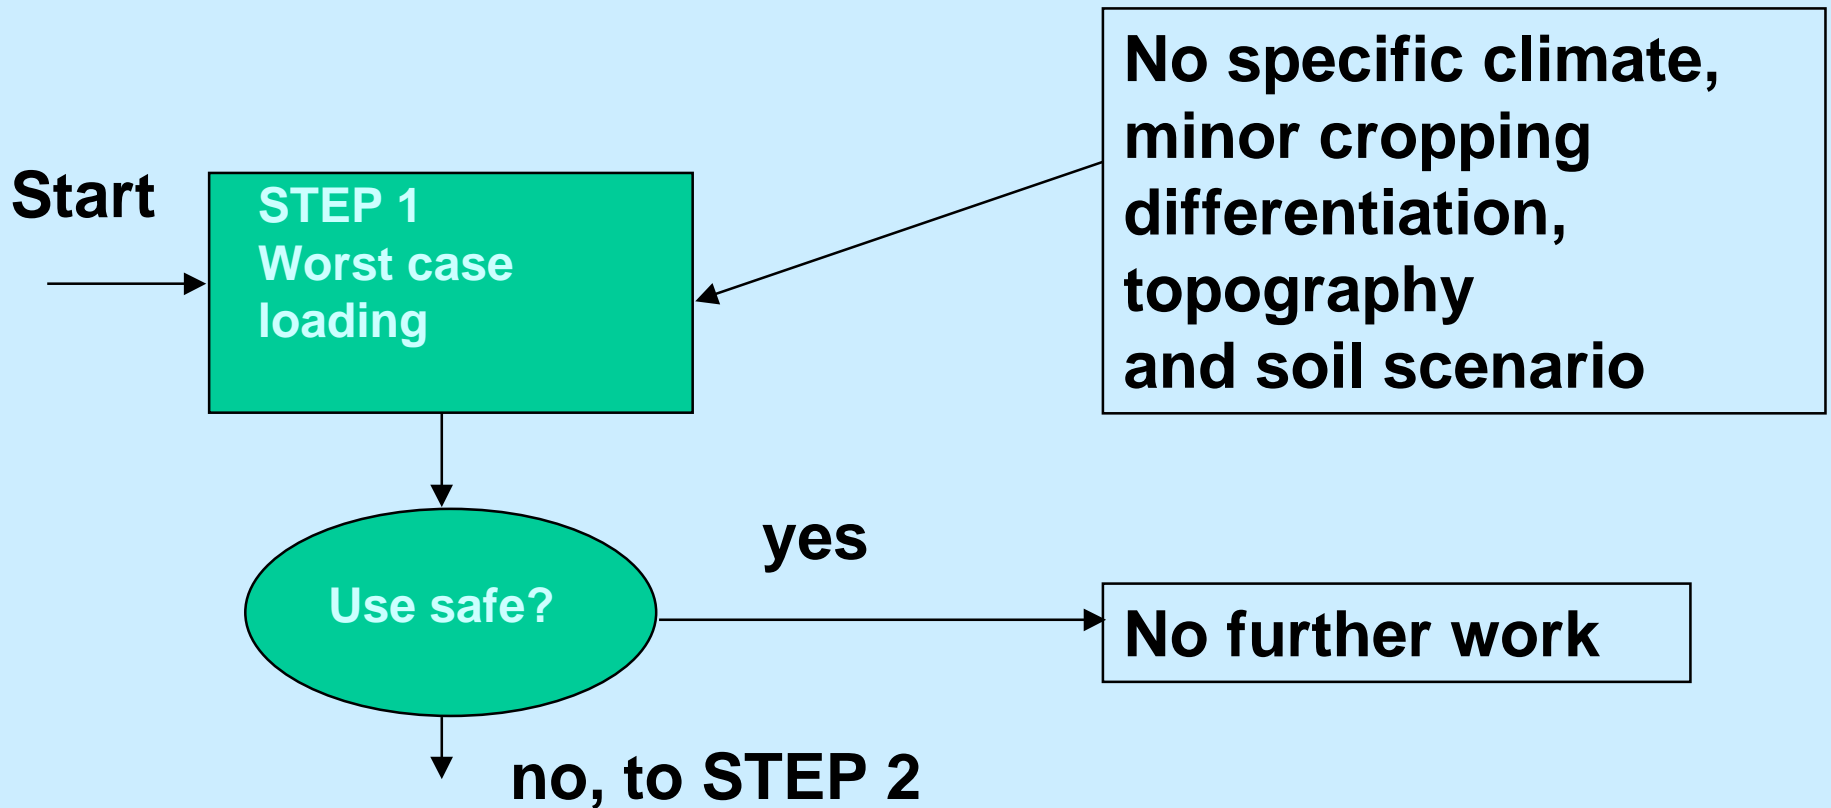 Start
STEP 1
Worst case
loading
No specific climate,
minor cropping
differentiation,
topography
and soil scenario
Use safe?
yes
No further work
no, to STEP 2